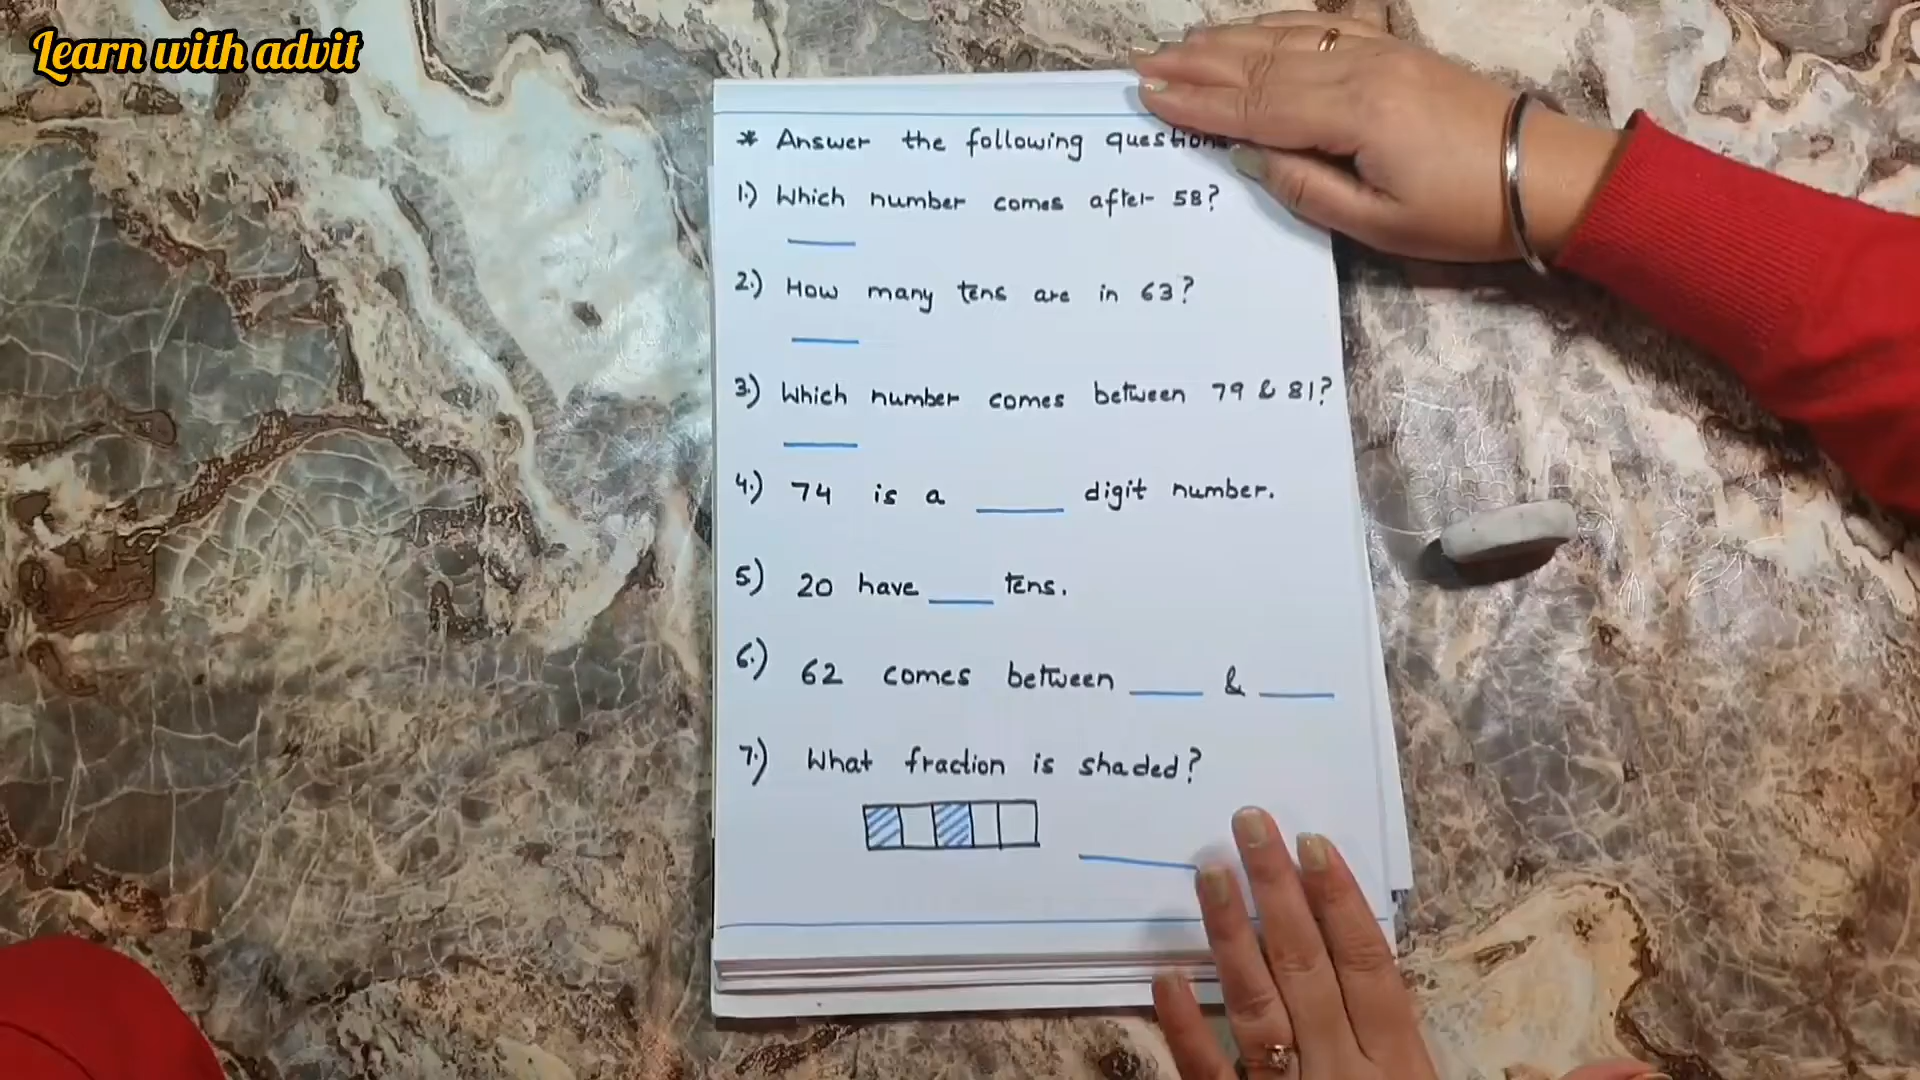 Learn with advit
* Answer the following question
1.) Which number comes after 58?
2.) How many tens are in 63?
3.) Which number comes between 79 & 81?
4.) 74 is a ____ digit number.
5) 20 have ____ tens.
6.) 62 comes between ____ & ____
7.) What fraction is shaded?